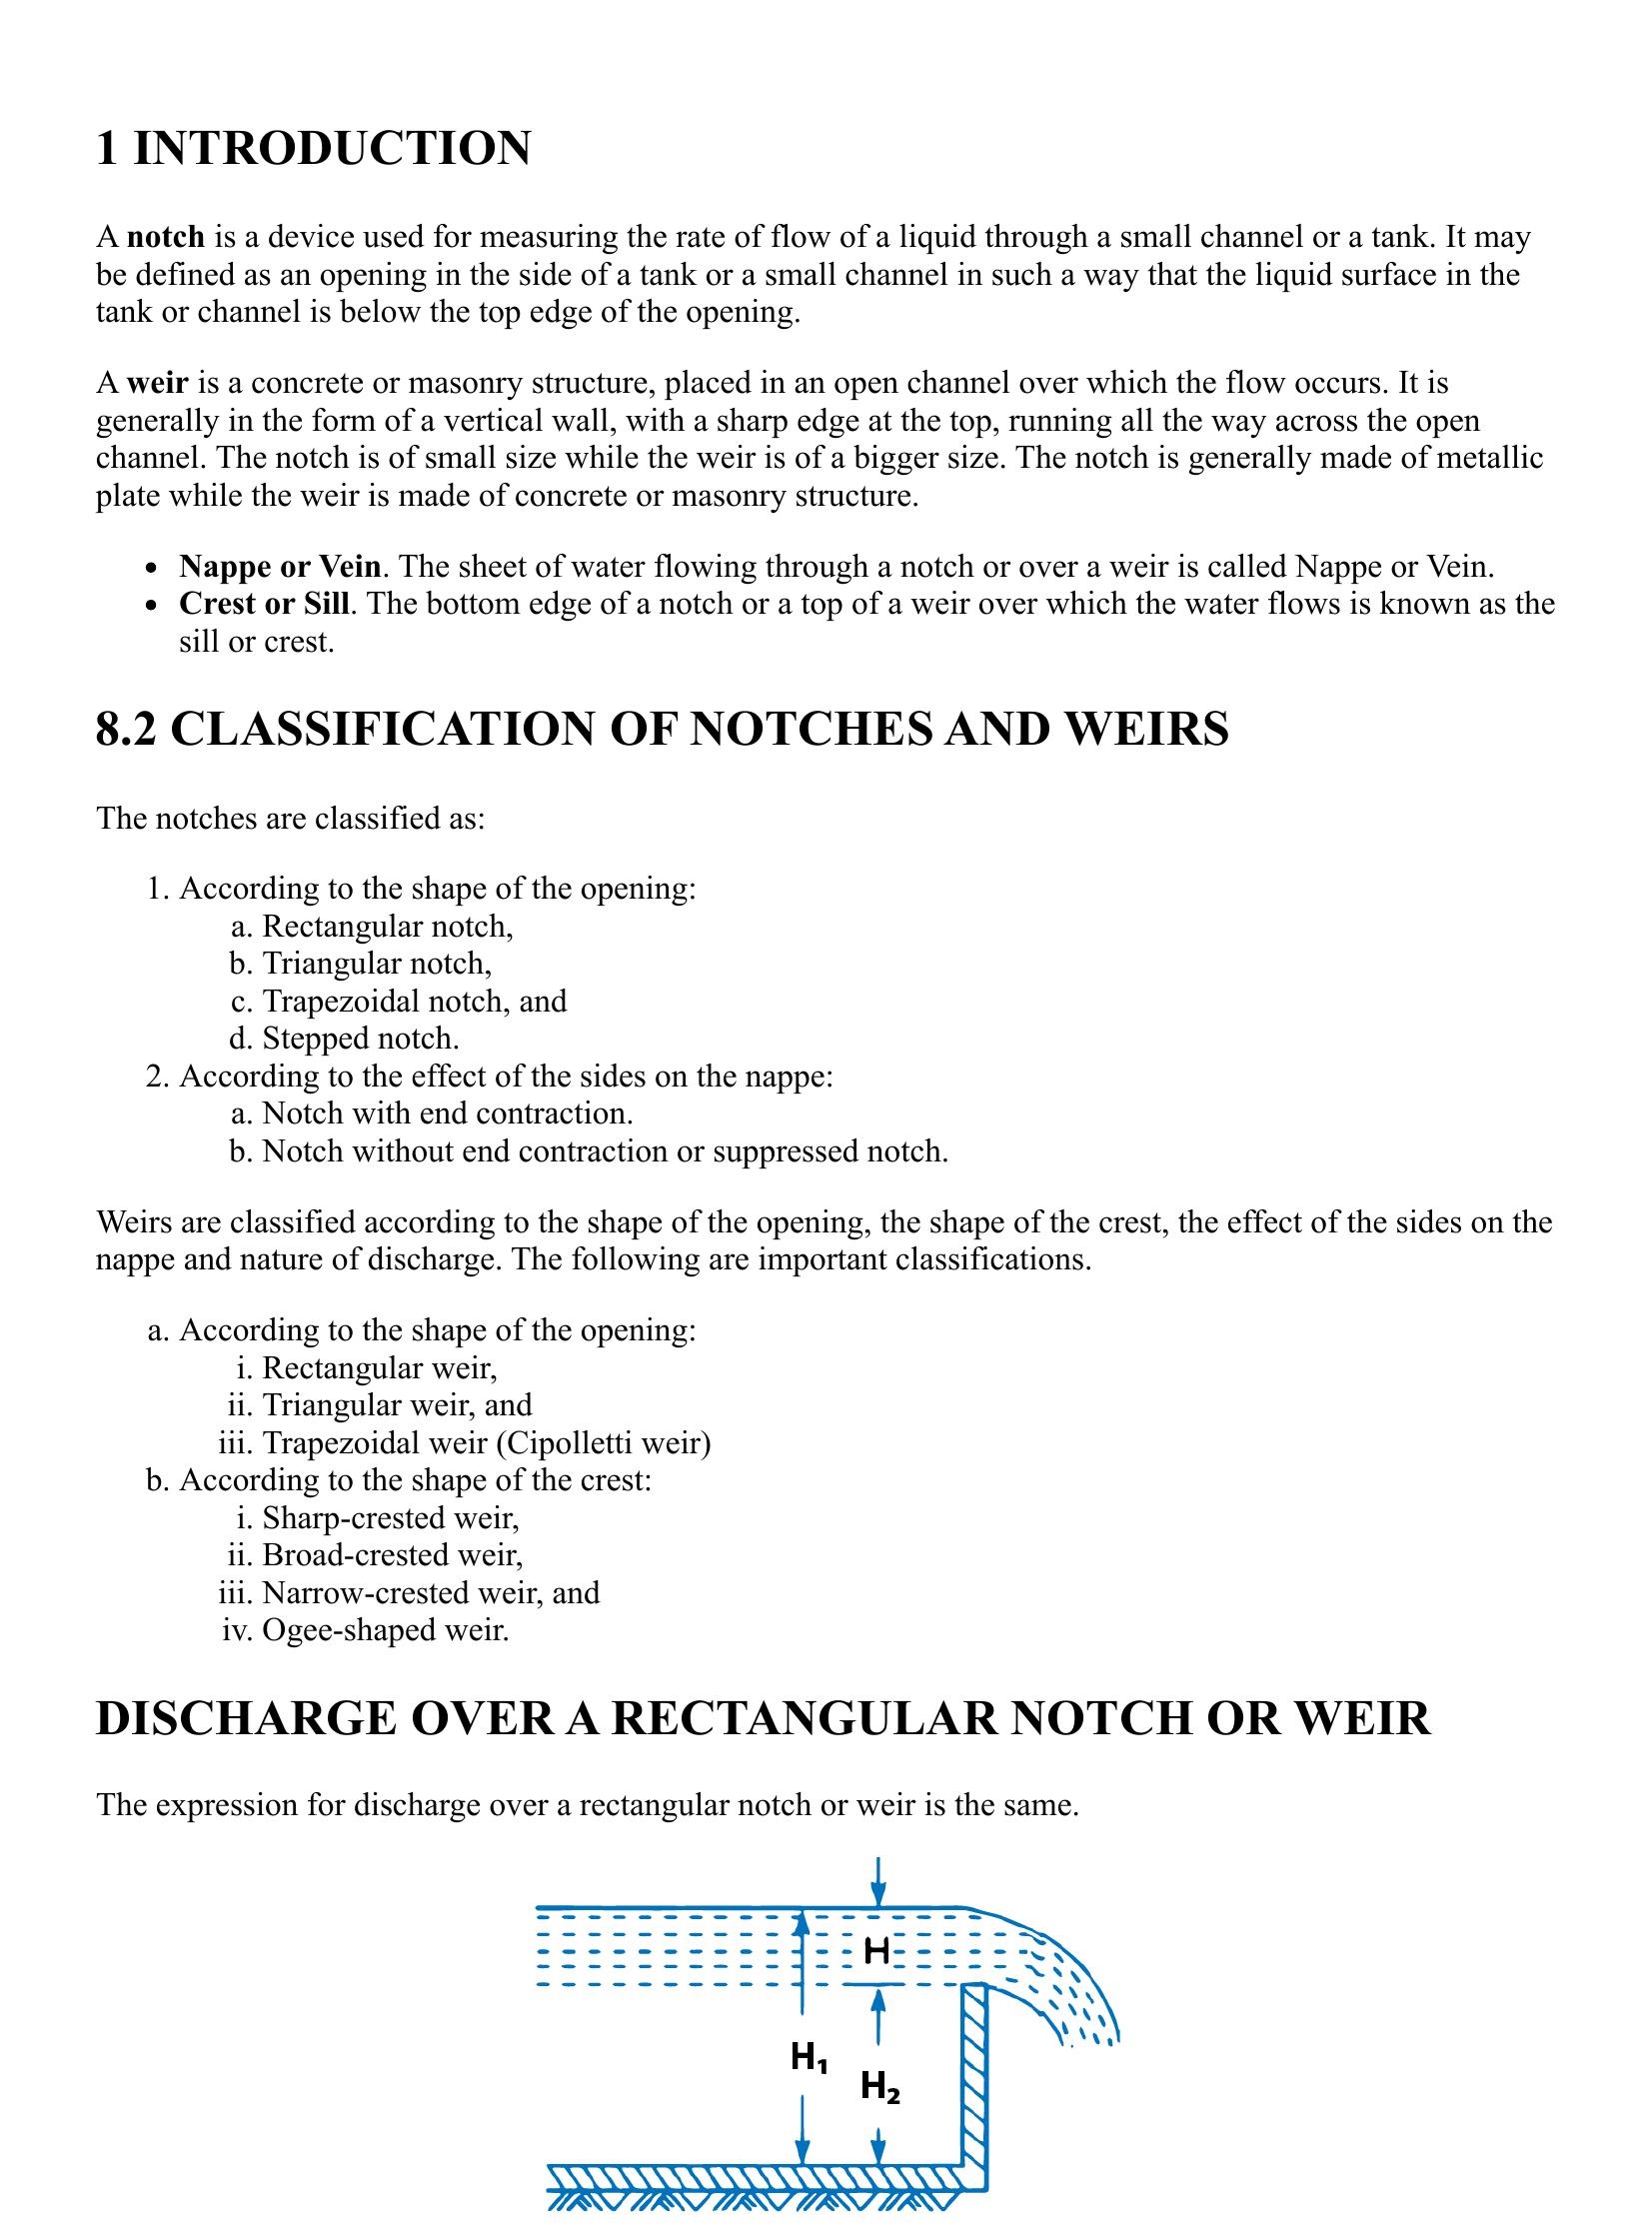 1 INTRODUCTION
A notch is a device used for measuring the rate of flow of a liquid through a small channel or a tank. It may
be defined as an opening in the side of a tank or a small channel in such a way that the liquid surface in the
tank or channel is below the top edge of the opening.
A weir is a concrete or masonry structure, placed in an open channel over which the flow occurs. It is
generally in the form of a vertical wall, with a sharp edge at the top, running all the way across the open
channel. The notch is of small size while the weir is of a bigger size. The notch is generally made of metallic
plate while the weir is made of concrete or masonry structure.
• Nappe or Vein. The sheet of water flowing through a notch or over a weir is called Nappe or Vein.
• Crest or Sill. The bottom edge of a notch or a top of a weir over which the water flows is known as the
sill or crest.
8.2 CLASSIFICATION OF NOTCHES AND WEIRS
The notches are classified as:
1. According to the shape of the opening:
a. Rectangular notch,
b. Triangular notch,
c. Trapezoidal notch, and
d. Stepped notch.
2. According to the effect of the sides on the nappe:
a. Notch with end contraction.
b. Notch without end contraction or suppressed notch.
Weirs are classified according to the shape of the opening, the shape of the crest, the effect of the sides on the
nappe and nature of discharge. The following are important classifications.
a. According to the shape of the opening:
i. Rectangular weir,
ii. Triangular weir, and
iii. Trapezoidal weir (Cipolletti weir)
b. According to the shape of the crest:
i. Sharp-crested weir,
ii. Broad-crested weir,
iii. Narrow-crested weir, and
iv. Ogee-shaped weir.
DISCHARGE OVER A RECTANGULAR NOTCH OR WEIR
The expression for discharge over a rectangular notch or weir is the same.
H
H₁
H₂